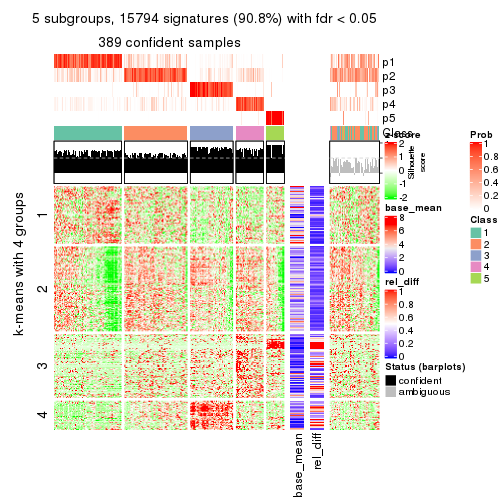 5 subgroups, 15794 signatures (90.8%) with fdr < 0.05
389 confident samples
p1
p2
p3
p4
p5
Class
z-score
2
1
0
-2
Silhouette
score
base_mean
8
6
4
2
0
rel_diff
1
0.8
0.6
0.4
0.2
0
Prob
1
0.8
0.6
0.4
0.2
0
Class
1
2
3
4
5
Status (barplots)
confident
ambiguous
k-means with 4 groups
1
2
3
4
base_mean
rel_diff